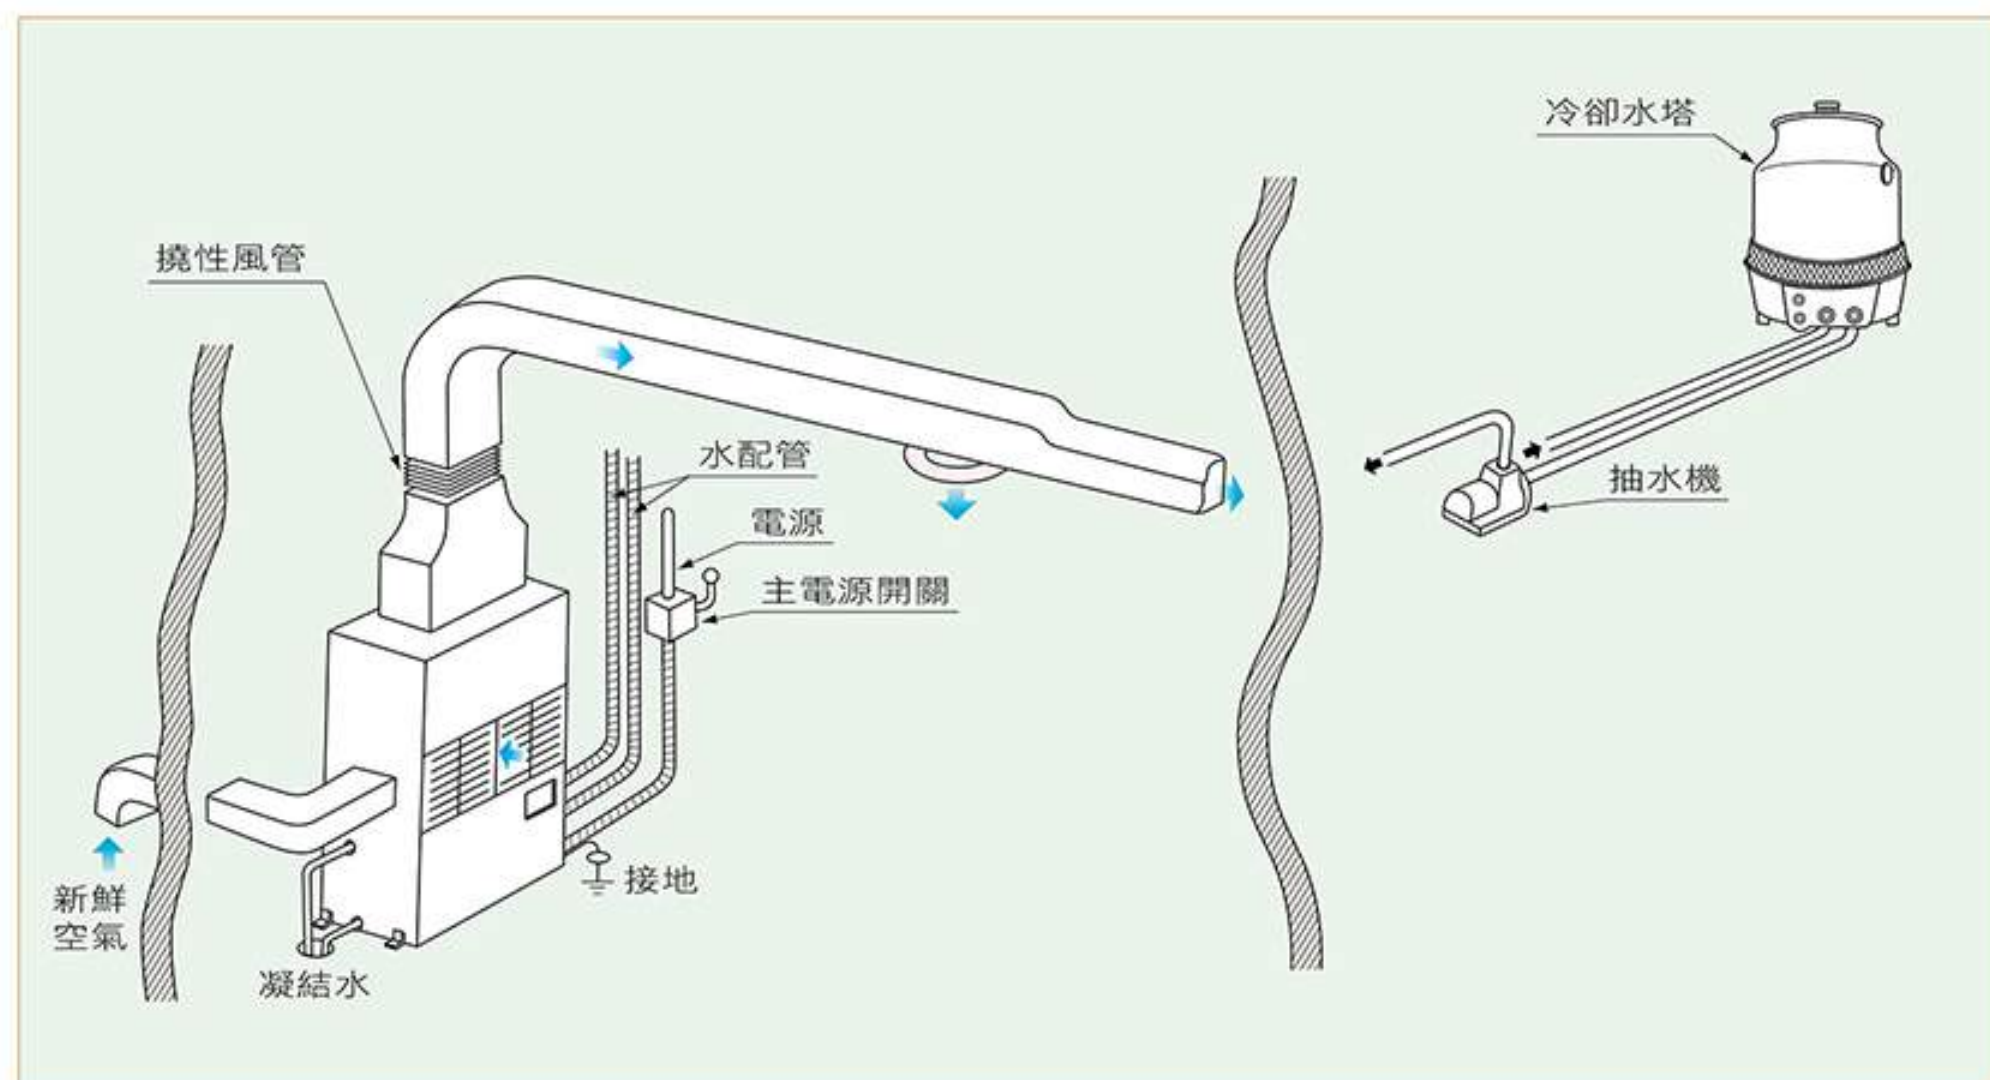 冷卻水塔
撓性風管
水配管
抽水機
電源
主電源開關
接地
新鮮
空氣
凝結水